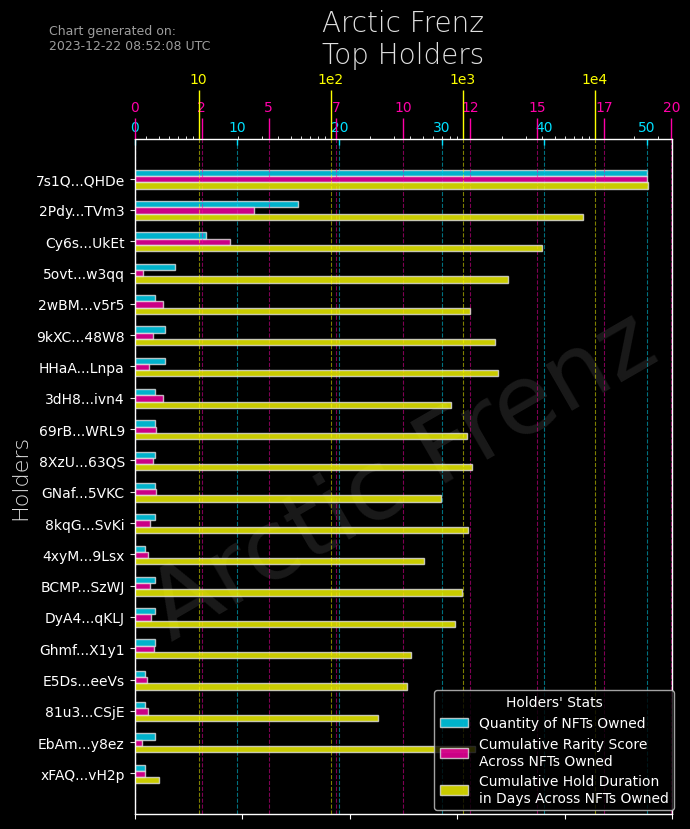 Chart generated on:
2023-12-22 08:52:08 UTC
Arctic Frenz
Top Holders
10 1e2 1e3 1e4
0 2 5 7 10 12 15 17 20
0 10 20 30 40 50
Holders
7s1Q...QHDe
2Pdy...TVm3
Cy6s...UkEt
5ovt...w3qq
2wBM...v5r5
9kXC...48W8
HHaA...Lnpa
3dH8...ivn4
69rB...WRL9
8XzU...63QS
GNaf...5VKC
8kqG...SvKi
4xyM...9Lsx
BCMP...SzWJ
DyA4...qKLJ
Ghmf...X1y1
E5Ds...eeVs
81u3...CSjE
EbAm...y8ez
xFAQ...vH2p
Arctic Frenz
Holders' Stats
Quantity of NFTs Owned
Cumulative Rarity Score
Across NFTs Owned
Cumulative Hold Duration
in Days Across NFTs Owned